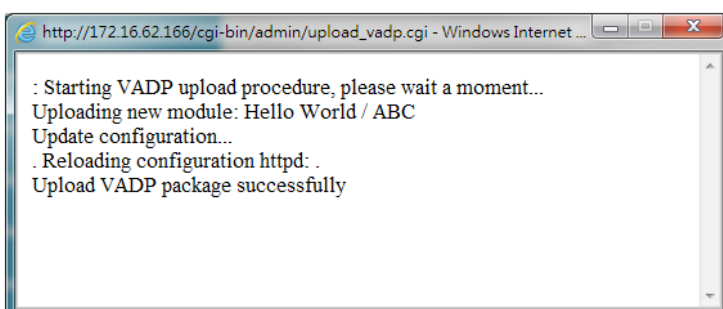 http://172.16.62.166/cgi-bin/admin/upload_vadp.cgi - Windows Internet ...
: Starting VADP upload procedure, please wait a moment...
Uploading new module: Hello World / ABC
Update configuration...
. Reloading configuration httpd: .
Upload VADP package successfully